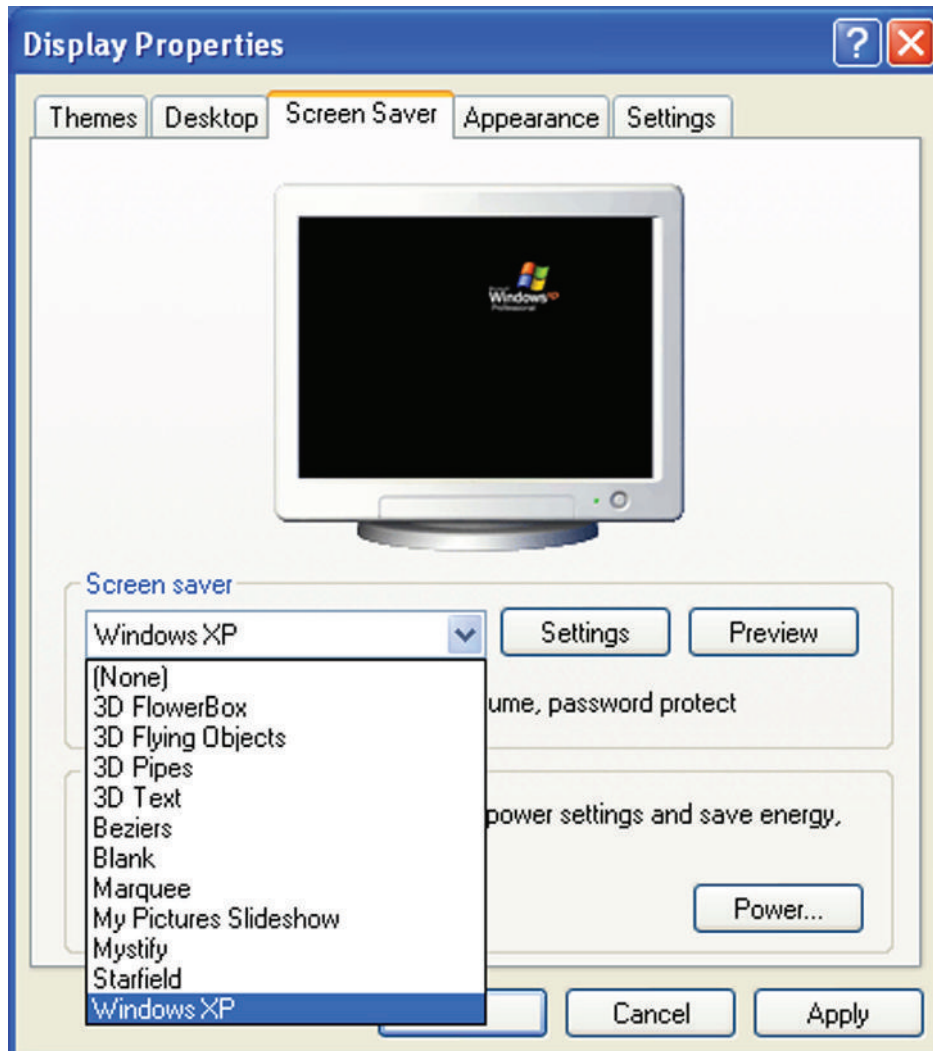 Display Properties
Themes Desktop Screen Saver Appearance Settings
Windows xp
Professional
Screen saver
Windows XP Settings Preview
(None)
3D FlowerBox
ume, password protect
3D Flying Objects
3D Pipes
3D Text
power settings and save energy,
Beziers
Blank
Marquee
My Pictures Slideshow
Power...
Mystify
Starfield
Windows XP
Cancel Apply